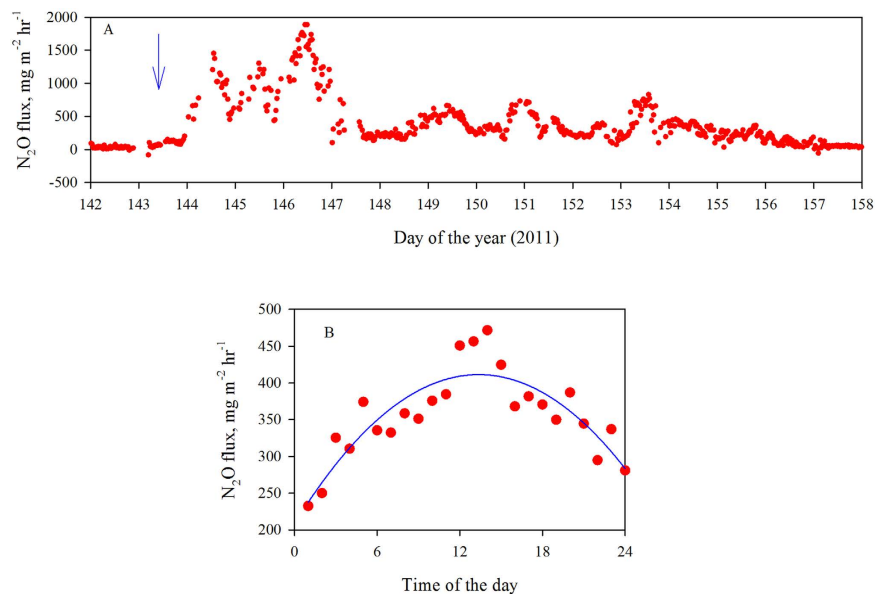 A
N₂O flux, mg m⁻² hr⁻¹
2000
1500
1000
500
0
-500
142 143 144 145 146 147 148 149 150 151 152 153 154 155 156 157 158
Day of the year (2011)
B
N₂O flux, mg m⁻² hr⁻¹
500
450
400
350
300
250
200
0 6 12 18 24
Time of the day